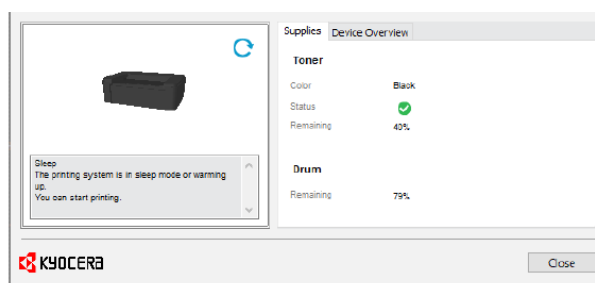 Supplies Device Overview
Toner
Color Black
Status
Remaining 40%
Sleep
The printing system is in sleep mode or warming
up.
You can start printing.
Drum
Remaining 79%
KYOCERA
Close